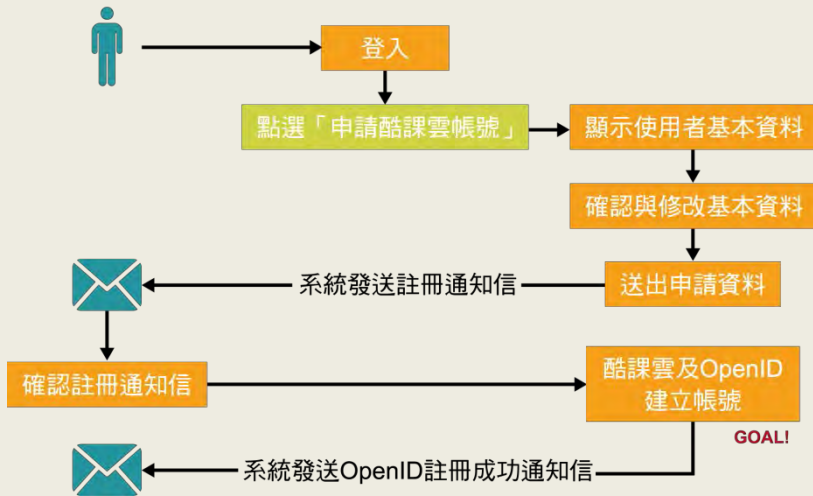 登入
點選「申請酷課雲帳號」
顯示使用者基本資料
確認與修改基本資料
系統發送註冊通知信
送出申請資料
確認註冊通知信
酷課雲及OpenID
建立帳號
GOAL!
系統發送OpenID註冊成功通知信